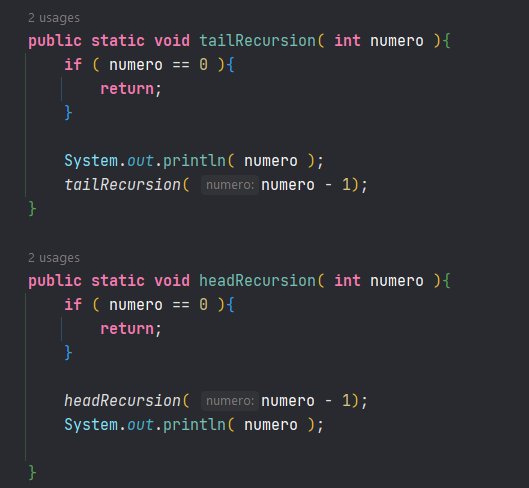 2 usages
public static void tailRecursion( int numero ){
if ( numero == 0 ){
return;
}
System.out.println( numero );
tailRecursion( numero: numero - 1);
}
2 usages
public static void headRecursion( int numero ){
if ( numero == 0 ){
return;
}
headRecursion( numero: numero - 1);
System.out.println( numero );
}